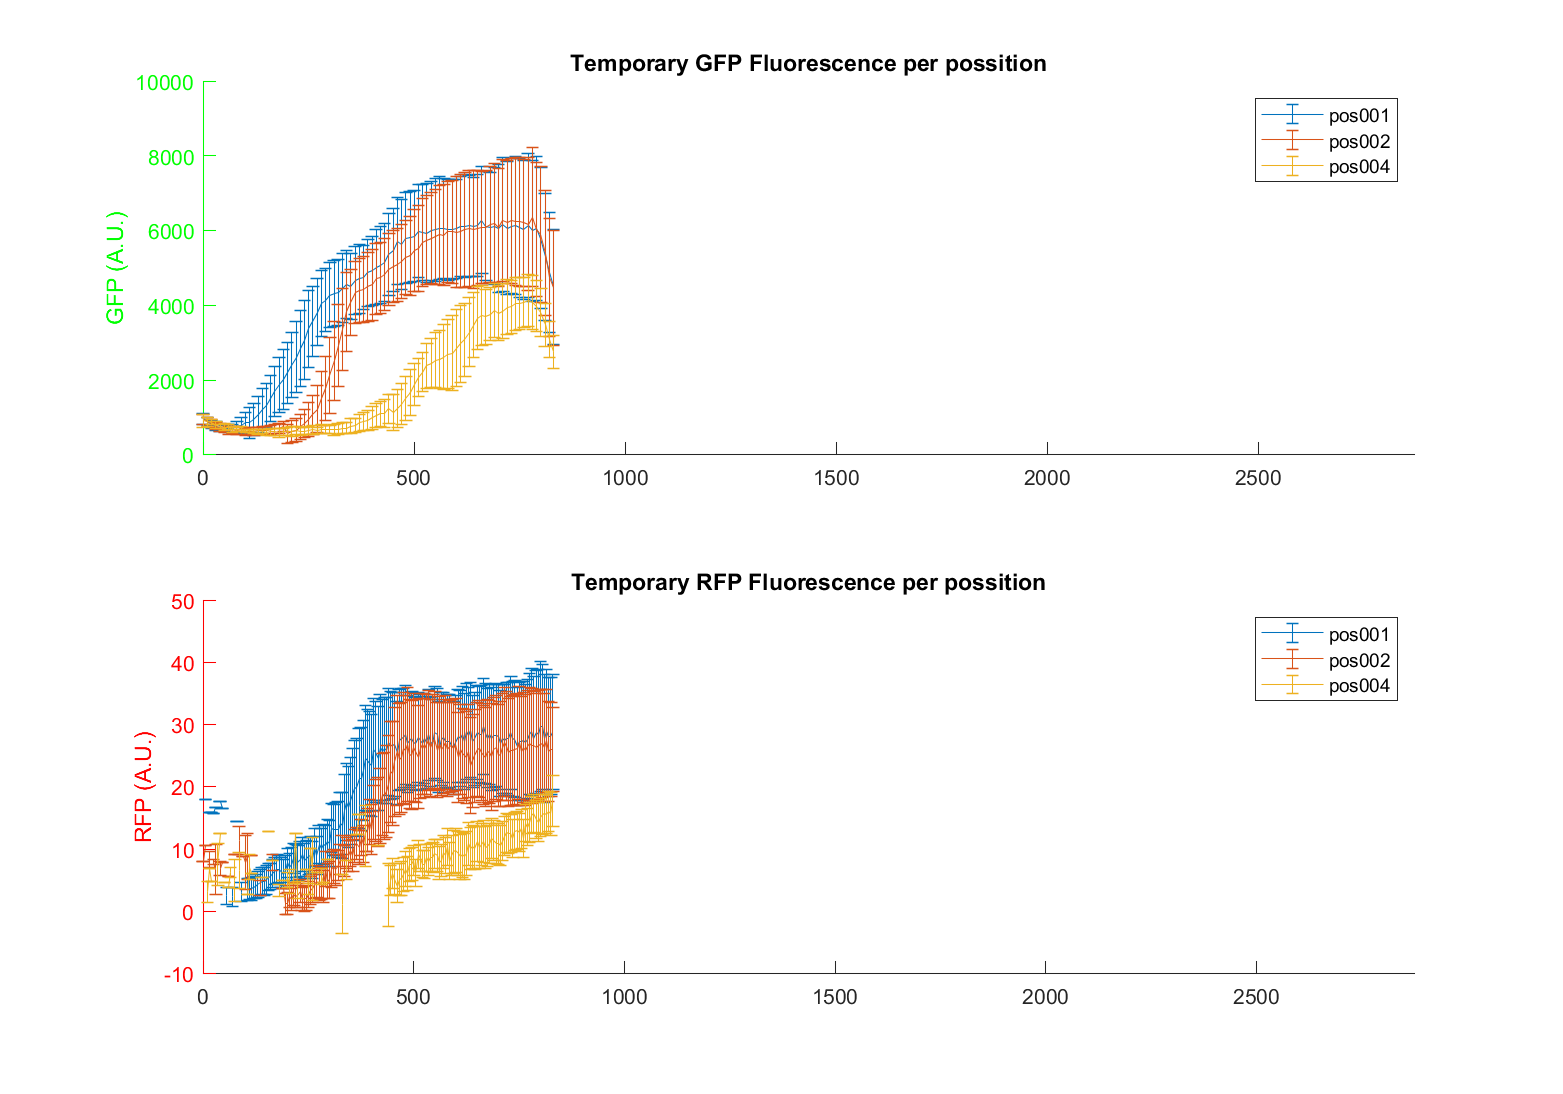 Temporary GFP Fluorescence per possition
10000
8000
6000
4000
2000
0
GFP (A.U.)
pos001
pos002
pos004
0 500 1000 1500 2000 2500
Temporary RFP Fluorescence per possition
50
40
30
20
10
0
-10
RFP (A.U.)
pos001
pos002
pos004
0 500 1000 1500 2000 2500